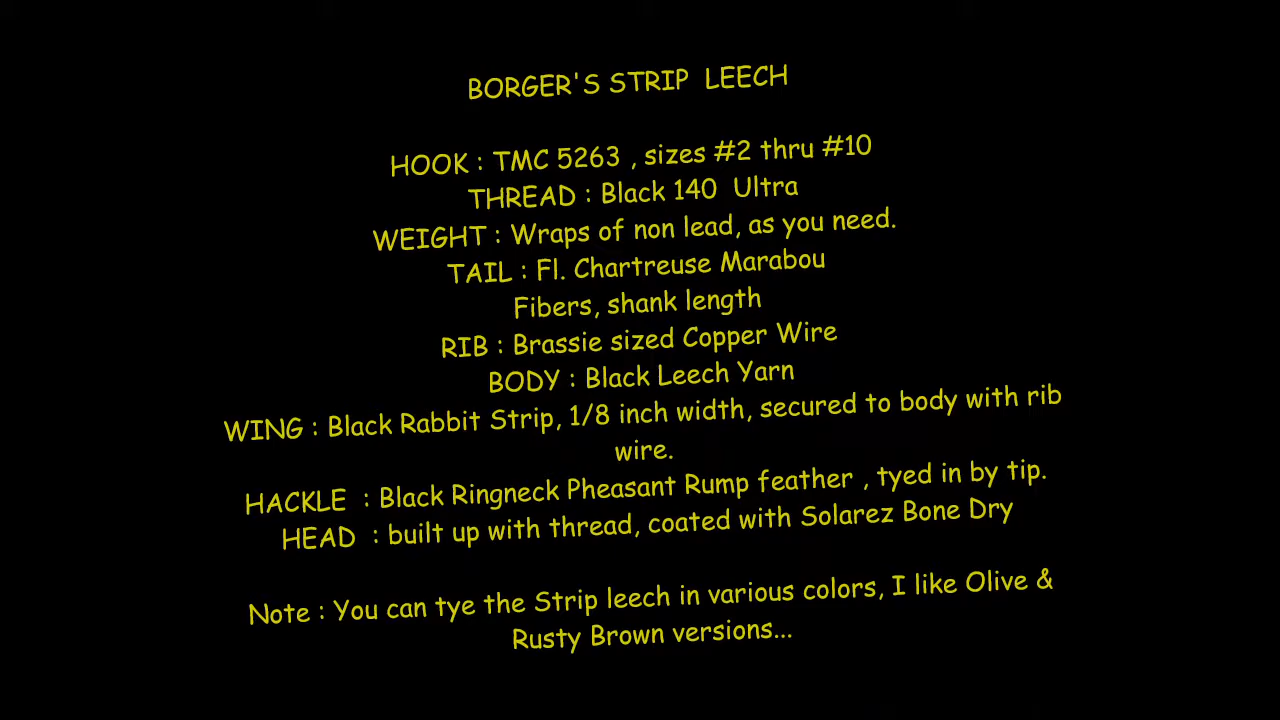 BORGER'S STRIP  LEECH
HOOK : TMC 5263 , sizes #2 thru #10
THREAD : Black 140  Ultra
WEIGHT : Wraps of non lead, as you need.
TAIL : Fl. Chartreuse Marabou
Fibers, shank length
RIB : Brassie sized Copper Wire
BODY : Black Leech Yarn
WING : Black Rabbit Strip, 1/8 inch width, secured to body with rib
wire.
HACKLE  : Black Ringneck Pheasant Rump feather , tyed in by tip.
HEAD  : built up with thread, coated with Solarez Bone Dry
Note : You can tye the Strip leech in various colors, I like Olive &
Rusty Brown versions...